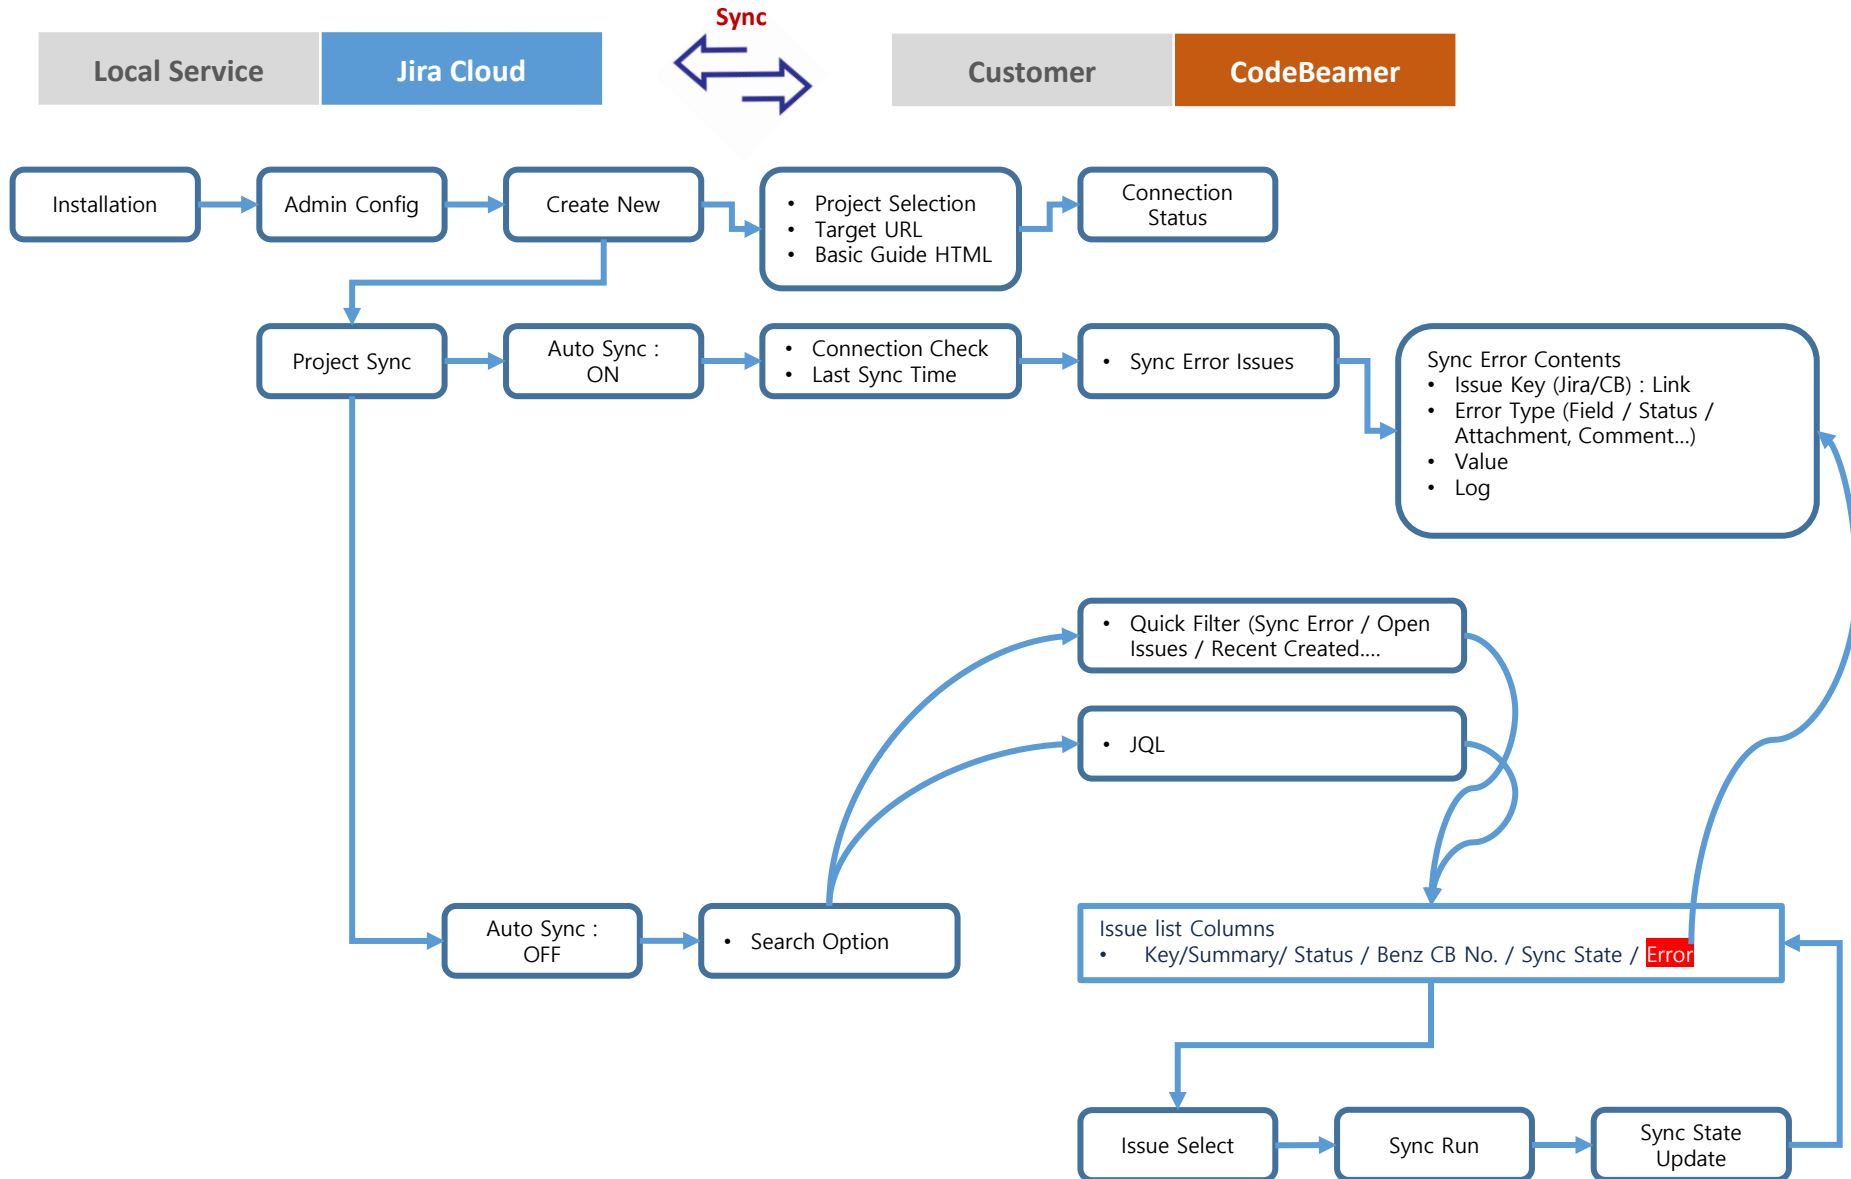 Sync
Local Service
Jira Cloud
Customer
CodeBeamer
Installation
Admin Config
Create New
• Project Selection
• Target URL
• Basic Guide HTML
Connection
Status
Project Sync
Auto Sync :
ON
• Connection Check
• Last Sync Time
• Sync Error Issues
Sync Error Contents
• Issue Key (Jira/CB) : Link
• Error Type (Field / Status /
Attachment, Comment...)
• Value
• Log
• Quick Filter (Sync Error / Open
Issues / Recent Created....
• JQL
Auto Sync :
OFF
• Search Option
Issue list Columns
• Key/Summary/ Status / Benz CB No. / Sync State / Error
Issue Select
Sync Run
Sync State
Update